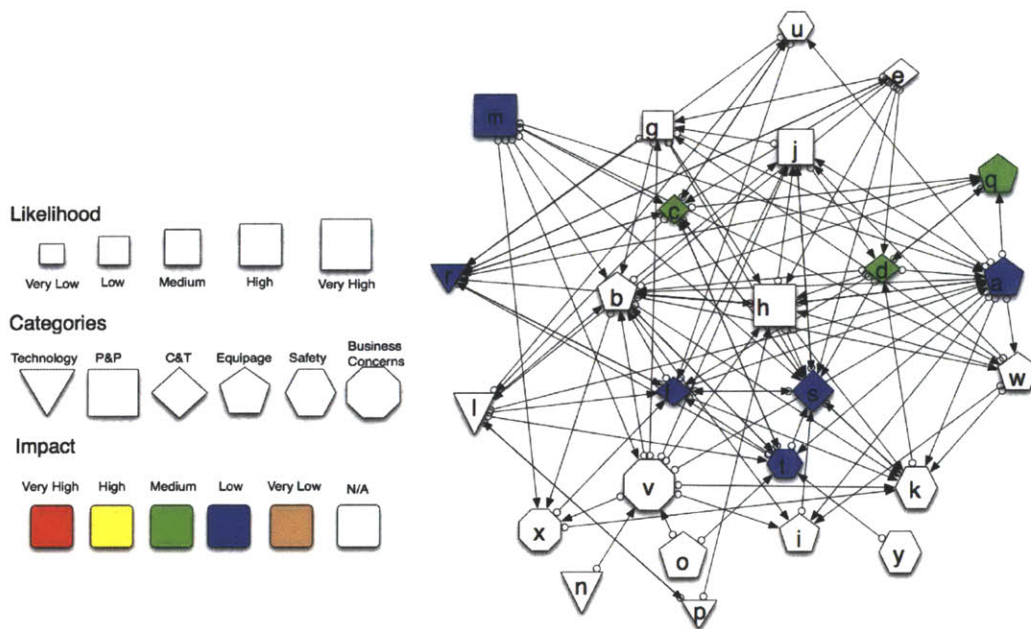 Likelihood
Very Low
Low
Medium
High
Very High
Categories
Technology
P&P
C&T
Equipage
Safety
Business
Concerns
Impact
Very High
High
Medium
Low
Very Low
N/A
u
e
m
g
j
q
c
r
b
h
d
a
w
l
s
v
k
x
o
i
y
n
p